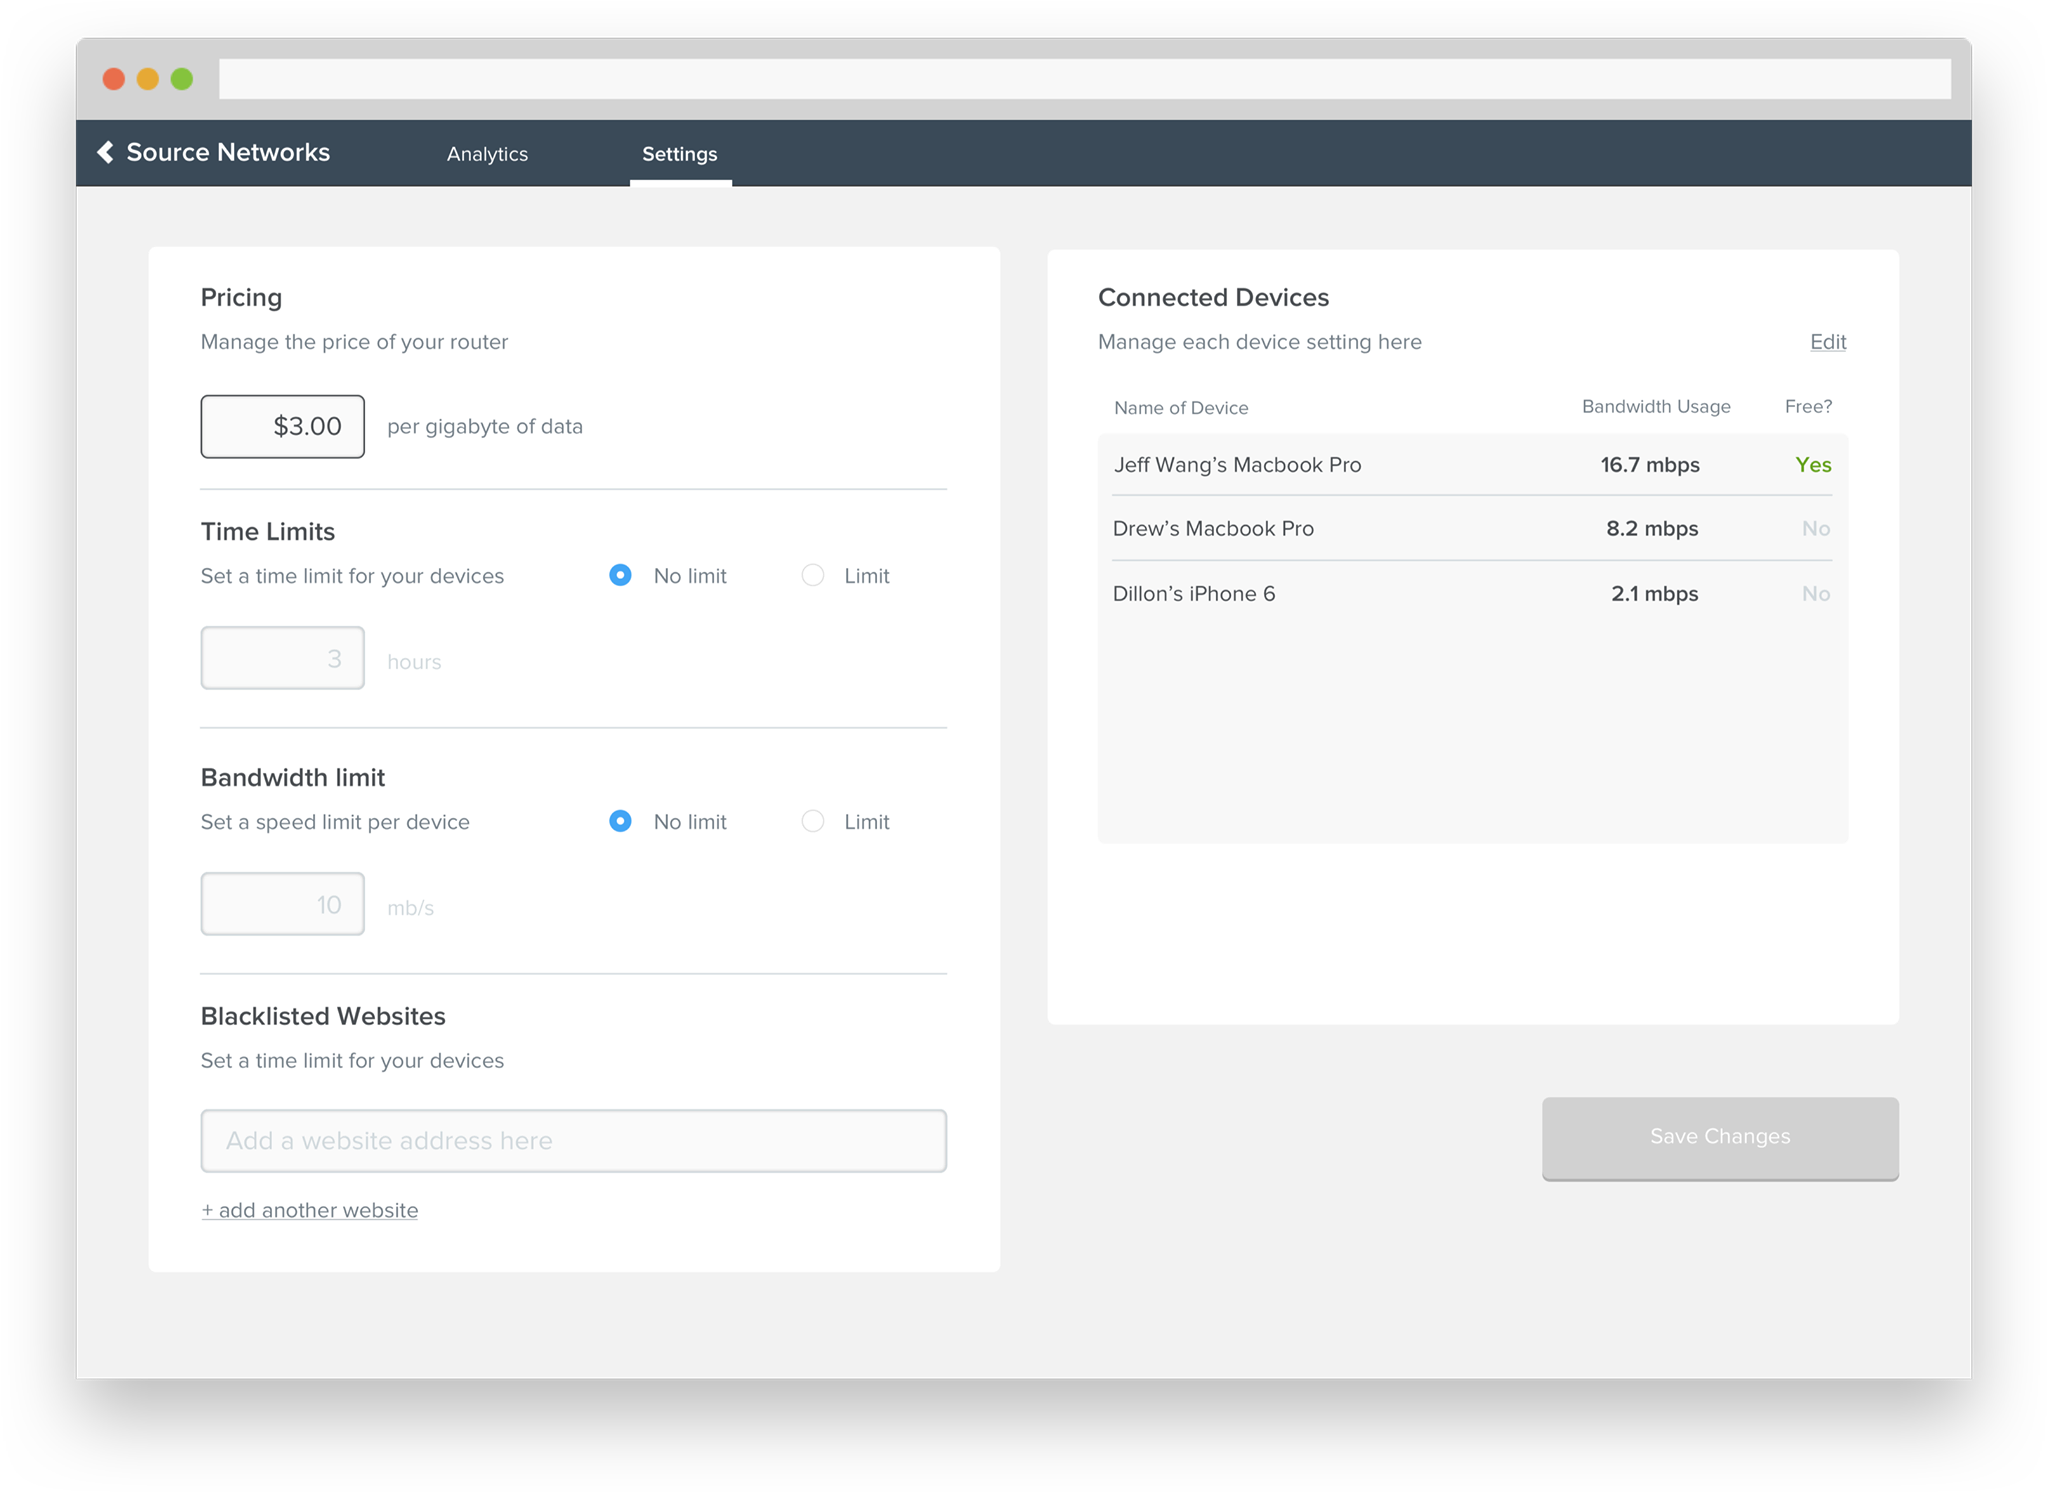 Source Networks
Analytics
Settings
Pricing
Manage the price of your router
$3.00
per gigabyte of data
Time Limits
Set a time limit for your devices
No limit
Limit
3
hours
Bandwidth limit
Set a speed limit per device
No limit
Limit
10
mb/s
Blacklisted Websites
Set a time limit for your devices
Add a website address here
+ add another website
Connected Devices
Manage each device setting here
Edit
Name of Device Bandwidth Usage Free?
Jeff Wang’s Macbook Pro 16.7 mbps Yes
Drew’s Macbook Pro 8.2 mbps No
Dillon’s iPhone 6 2.1 mbps No
Save Changes